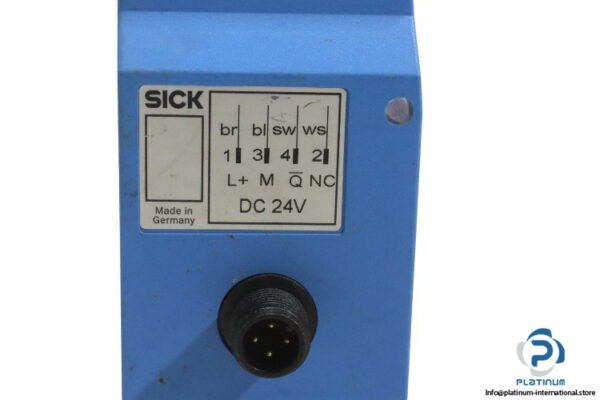 SICK
br bl sw ws
1 3 4 2
L+ M Q̅ NC
DC 24V
Made in
Germany
PLATINUM
Info@platinum-international.store